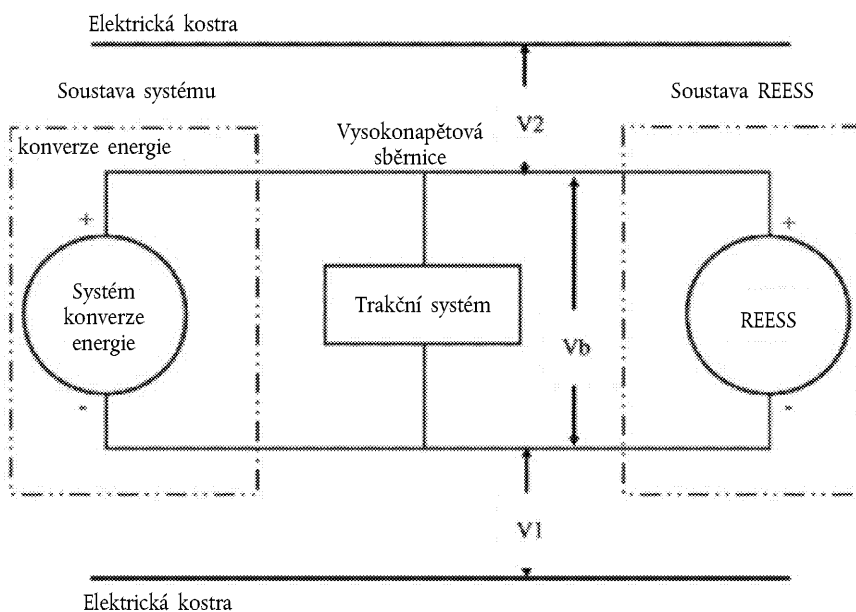 Elektrická kostra
Soustava systému
Soustava REESS
V2
konverze energie
Vysokonapěťová
sběrnice
+
+
Systém
konverze
energie
Trakční systém
Vb
REESS
-
-
V1
Elektrická kostra